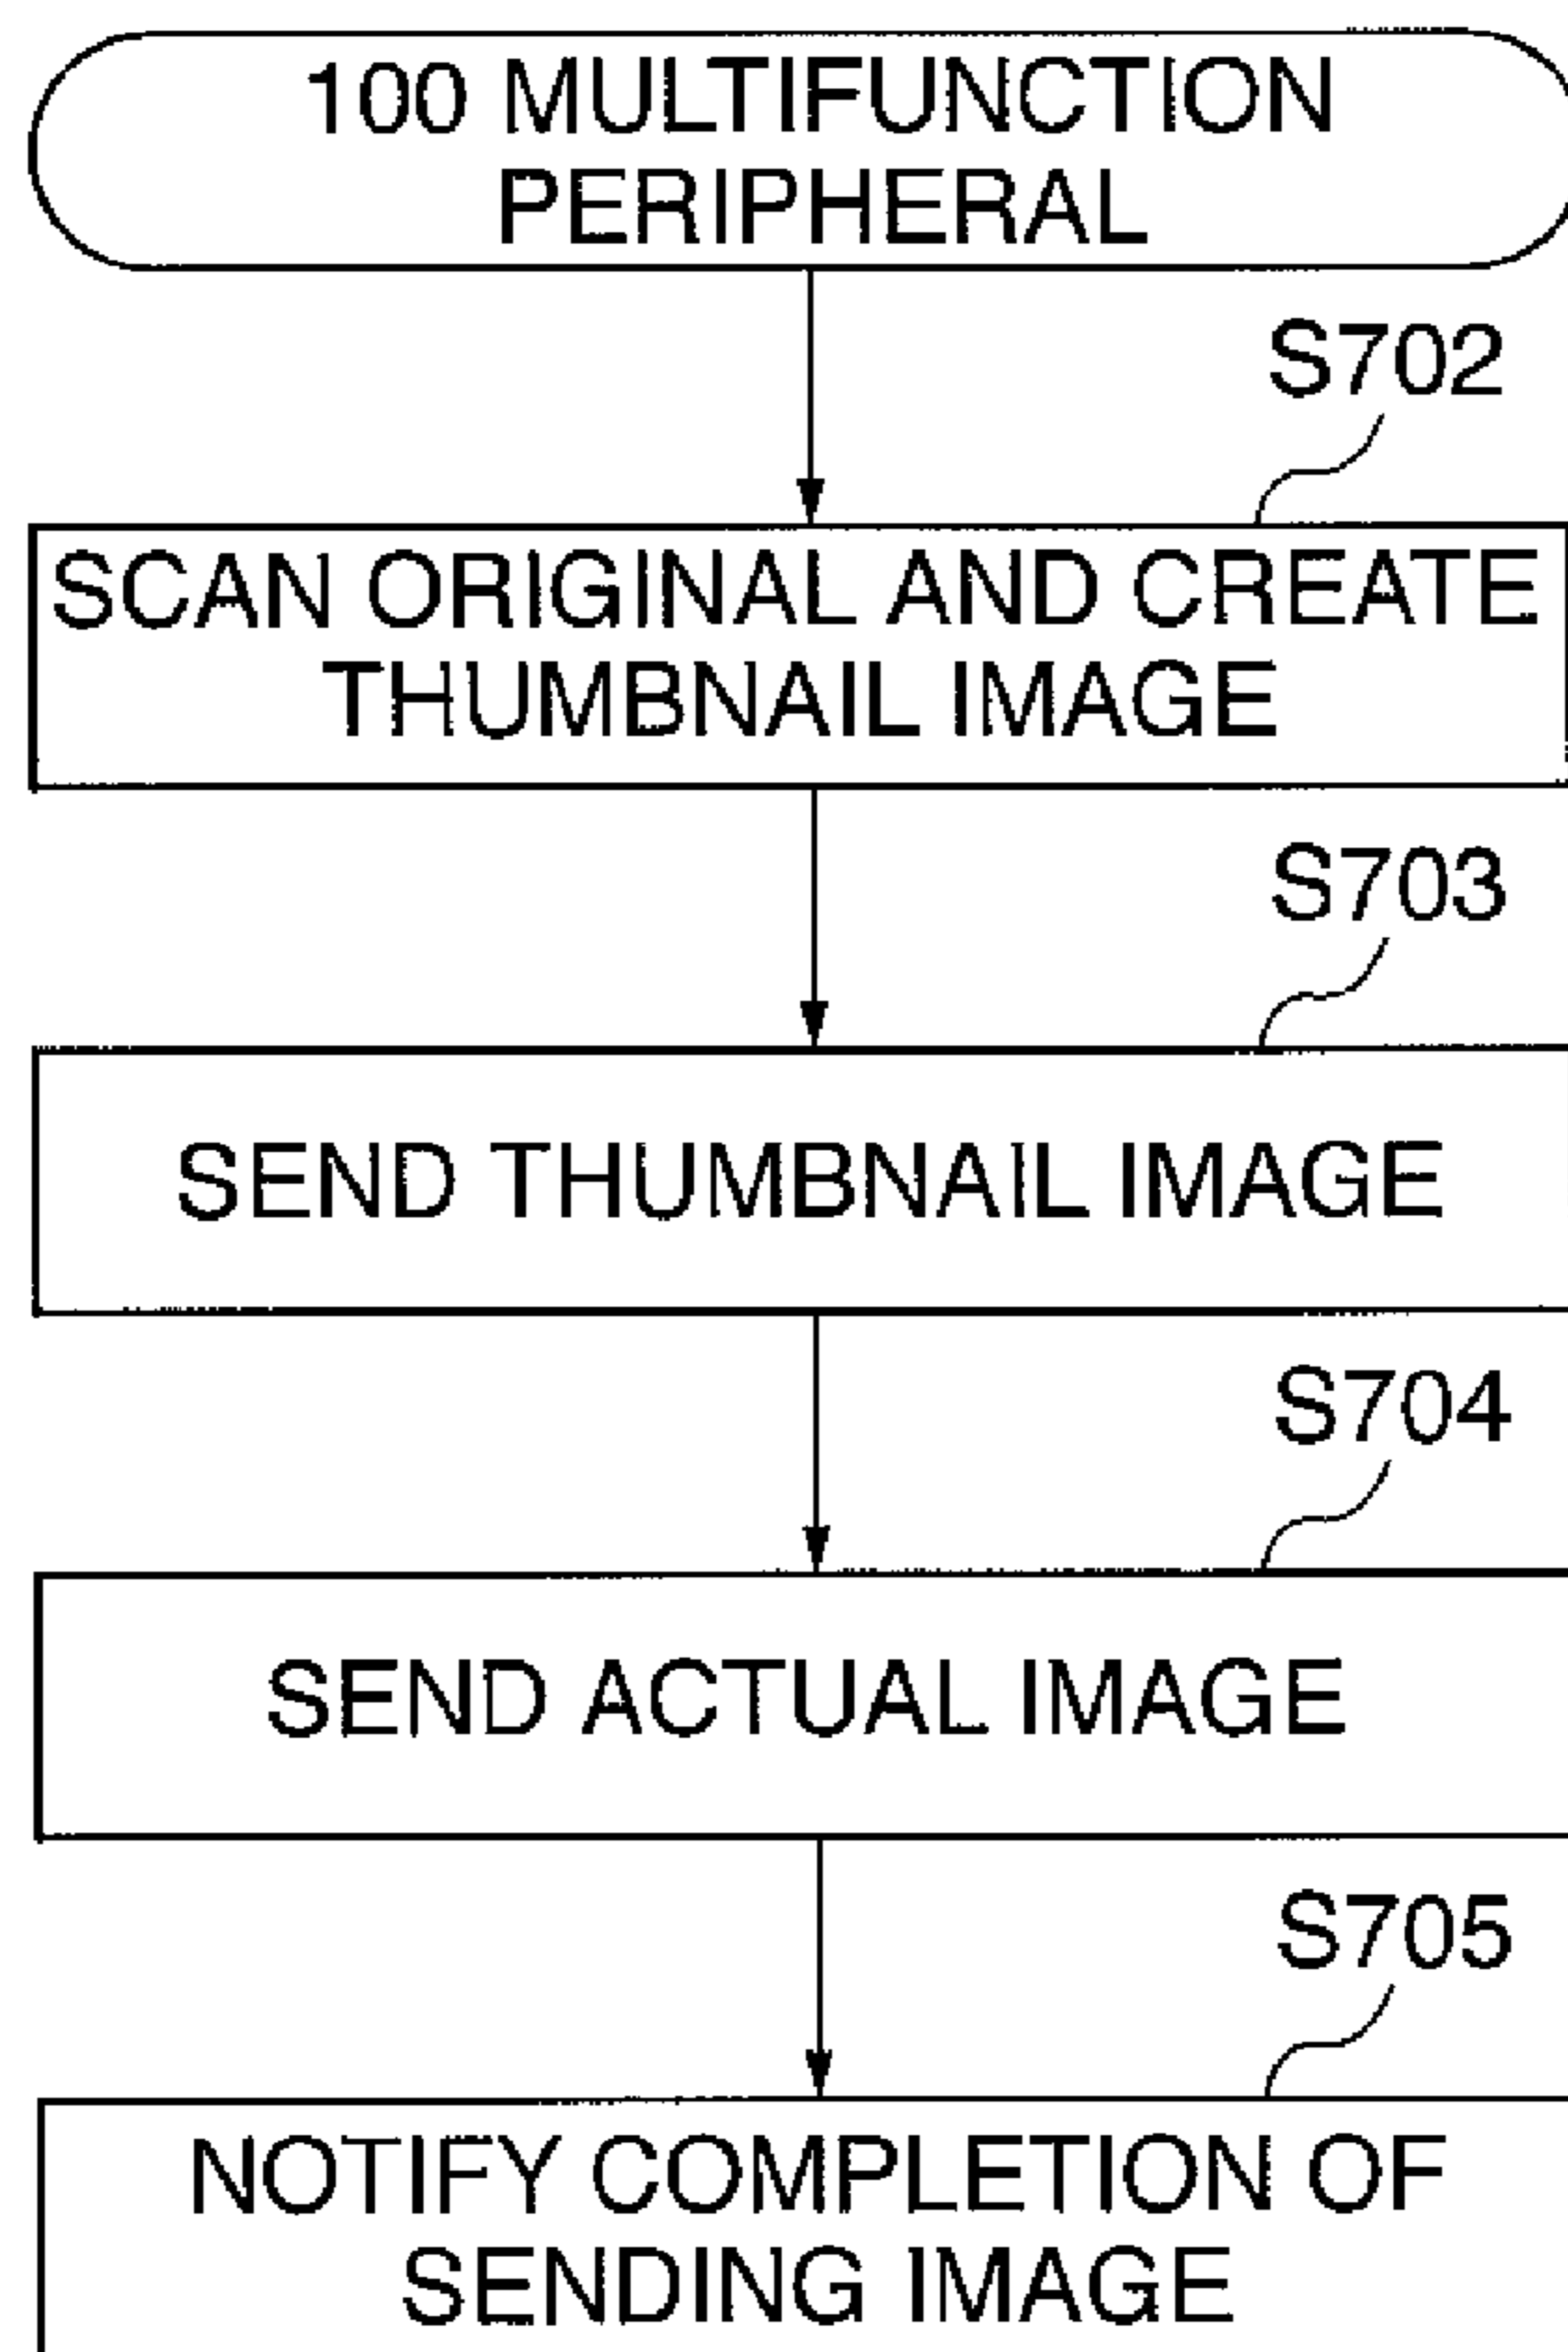 100 MULTIFUNCTION
PERIPHERAL
S702
SCAN ORIGINAL AND CREATE
THUMBNAIL IMAGE
S703
SEND THUMBNAIL IMAGE
S704
SEND ACTUAL IMAGE
S705
NOTIFY COMPLETION OF
SENDING IMAGE